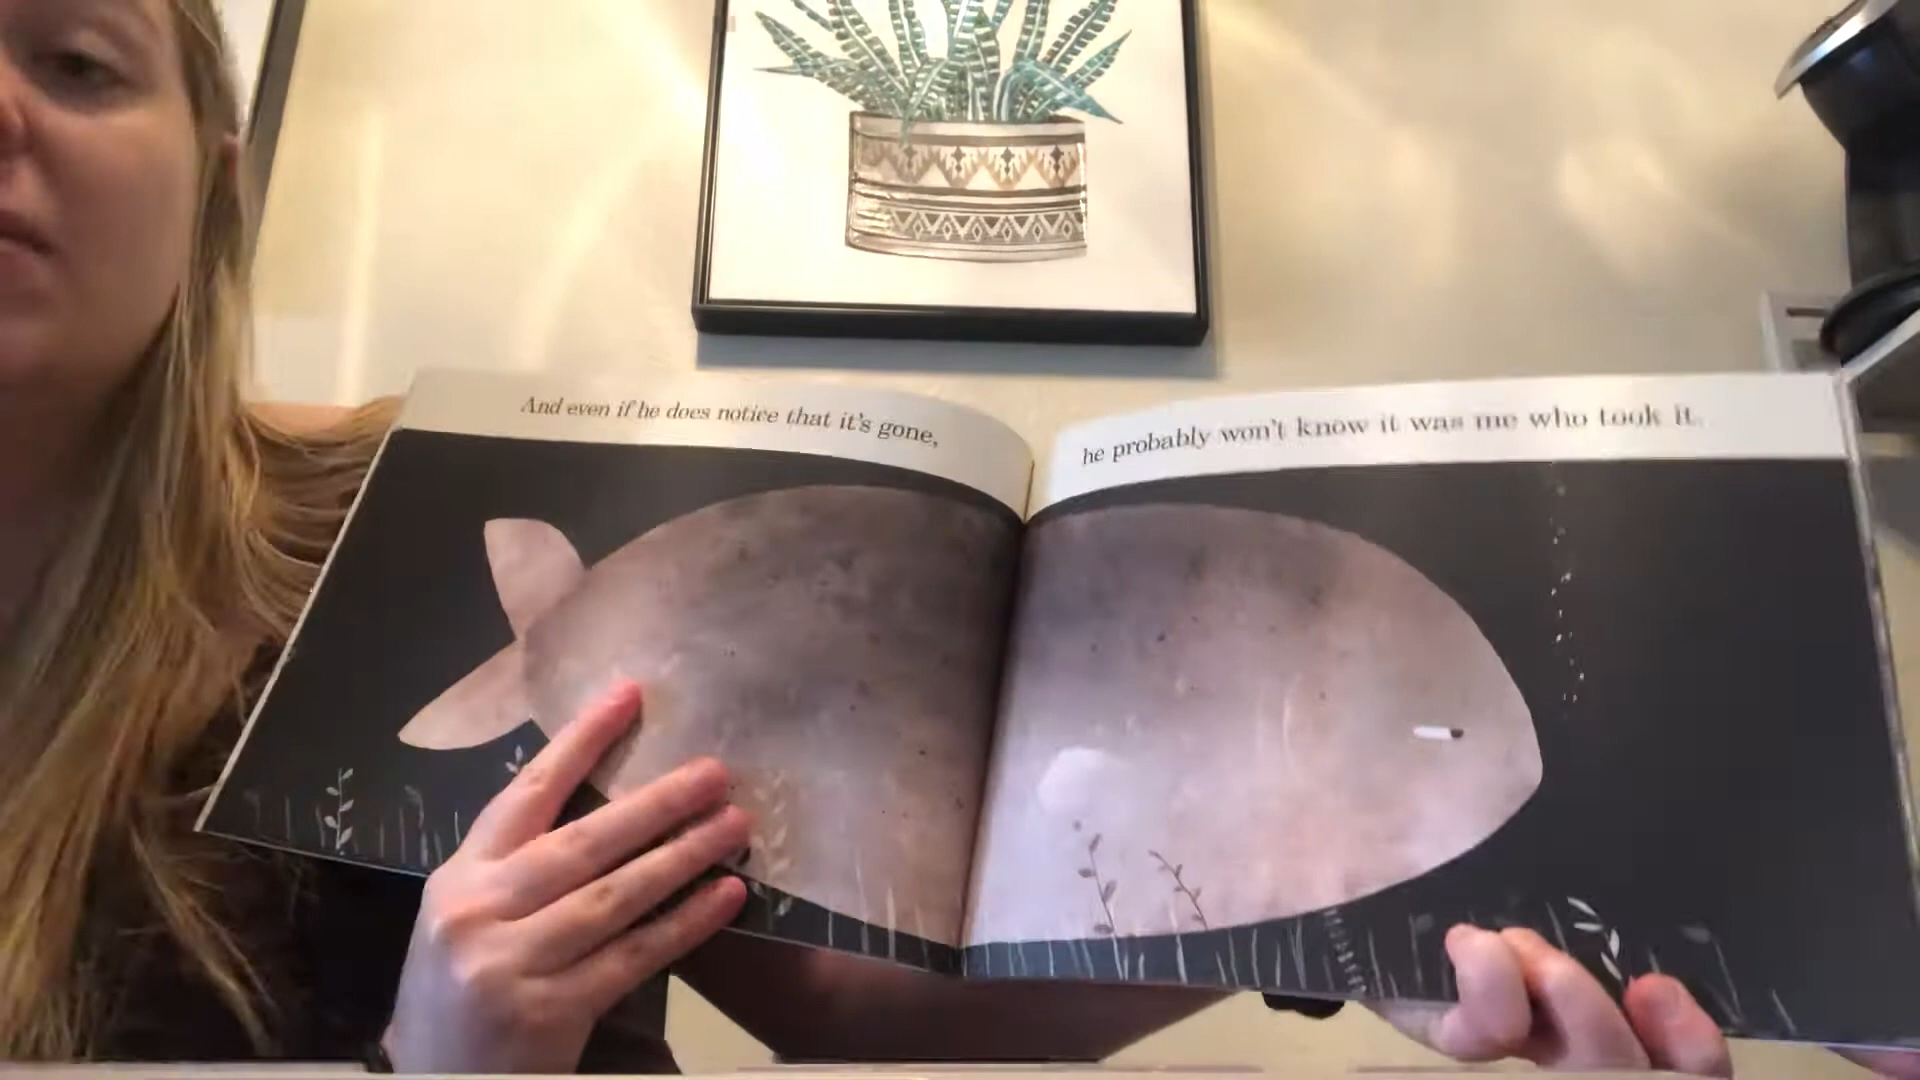 And even if he does notice that it's gone,
he probably won't know it was me who took it.